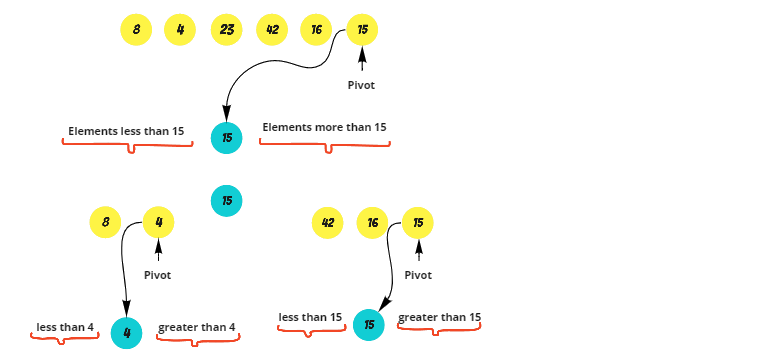 8 4 23 42 16 15
Pivot
Elements less than 15 15 Elements more than 15
15
8 4 42 16 15
Pivot Pivot
less than 4 4 greater than 4 less than 15 15 greater than 15